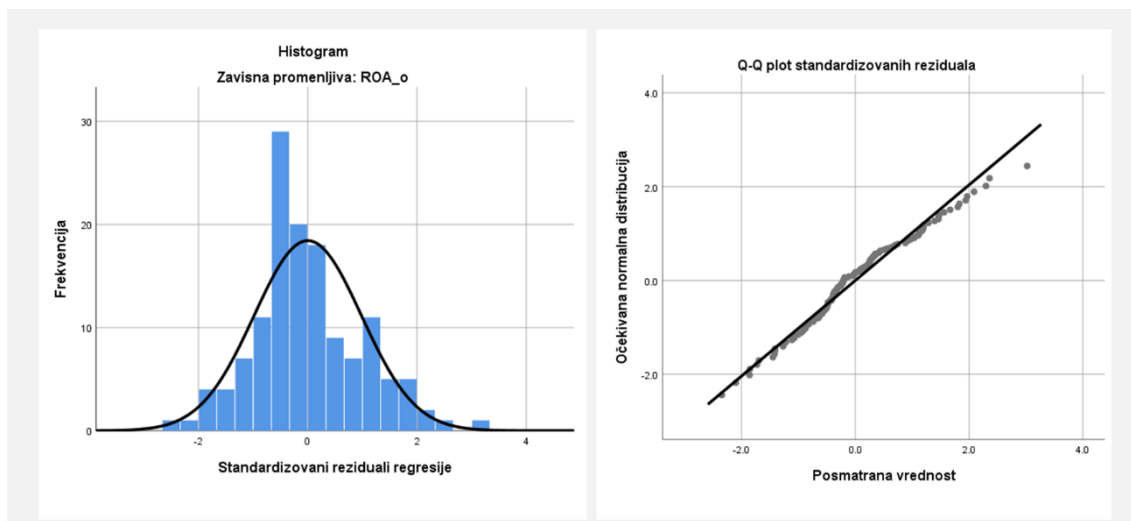 Histogram
Zavisna promenljiva: ROA_o
30
20
10
0
-2
0
2
4
Frekvencija
Standardizovani reziduali regresije
Q-Q plot standardizovanih reziduala
4.0
2.0
0.0
-2.0
-2.0
0.0
2.0
4.0
Očekivana normalna distribucija
Posmatrana vrednost